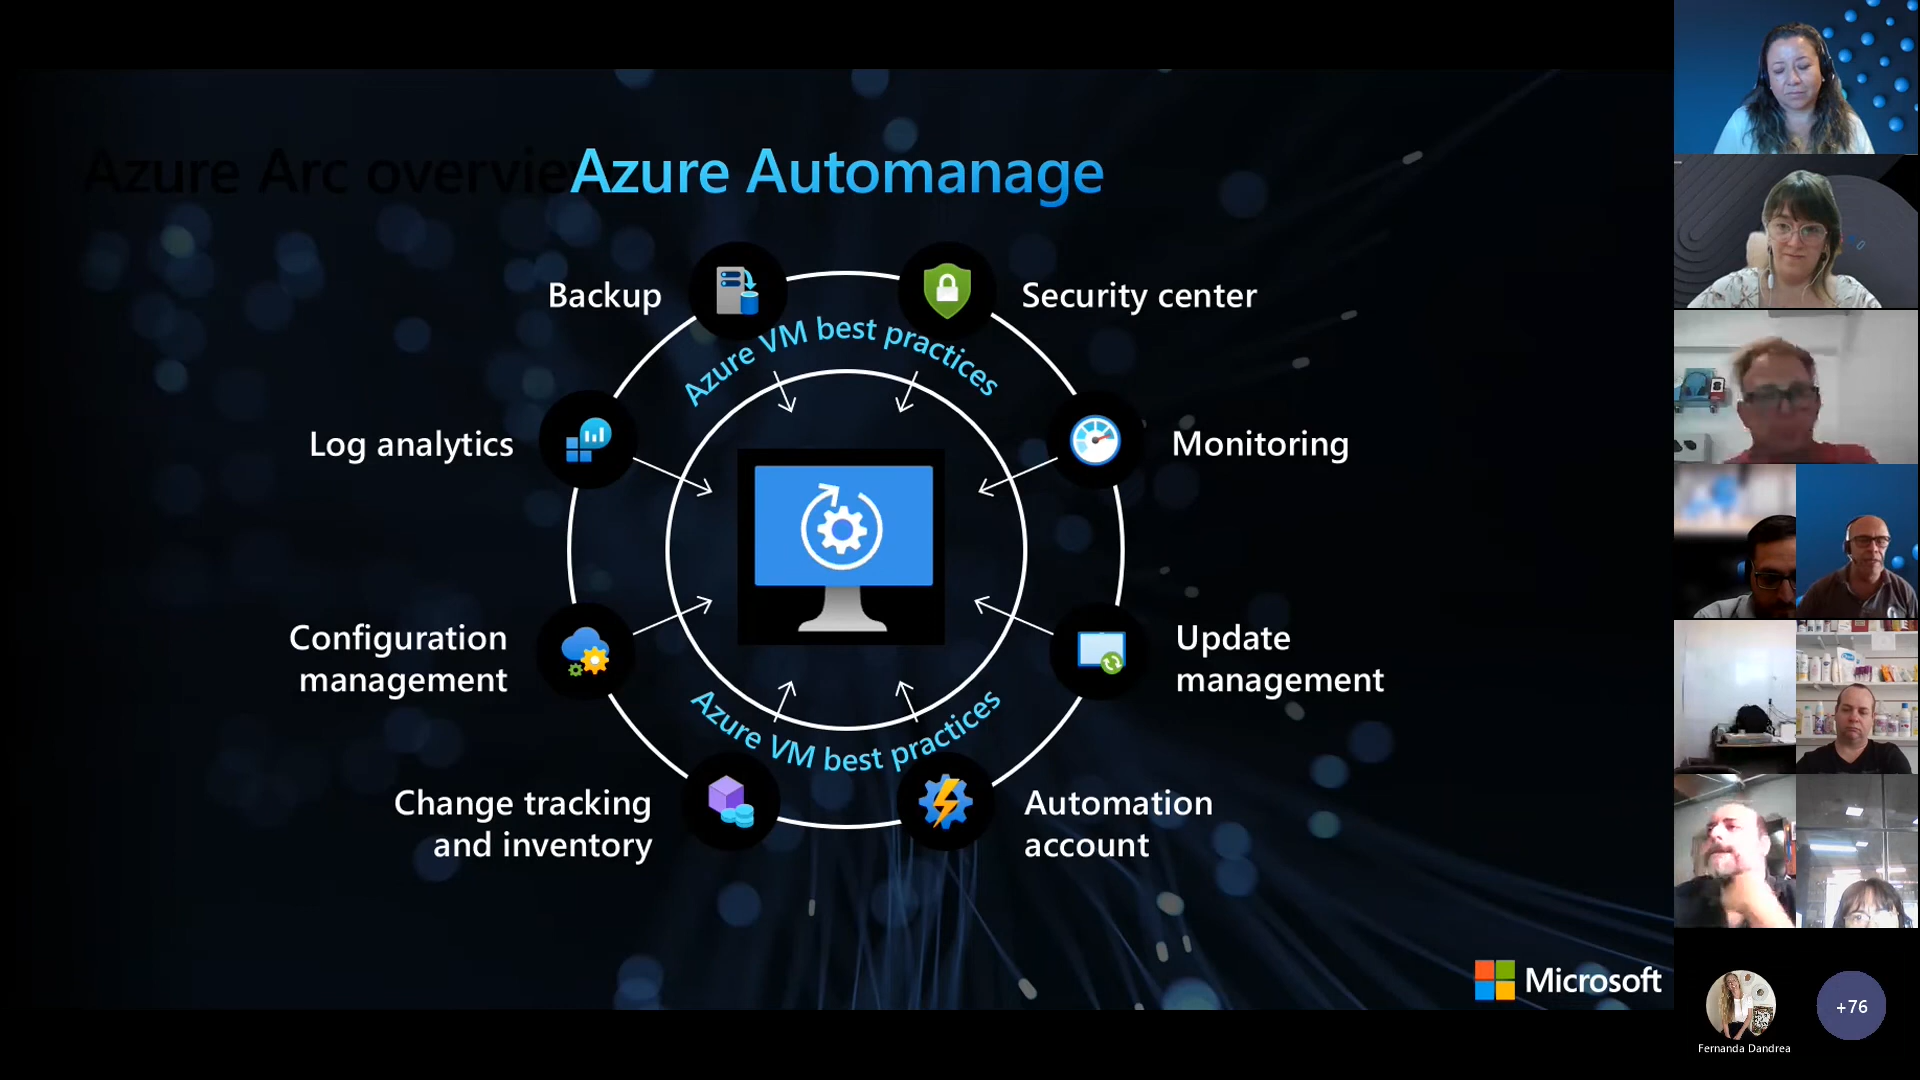 Azure Arc overvie
Azure Automanage
Backup
Security center
Azure VM best practices
Log analytics
Monitoring
Configuration
management
Update
management
Azure VM best practices
Change tracking
and inventory
Automation
account
Microsoft
+76
Fernanda Dandrea